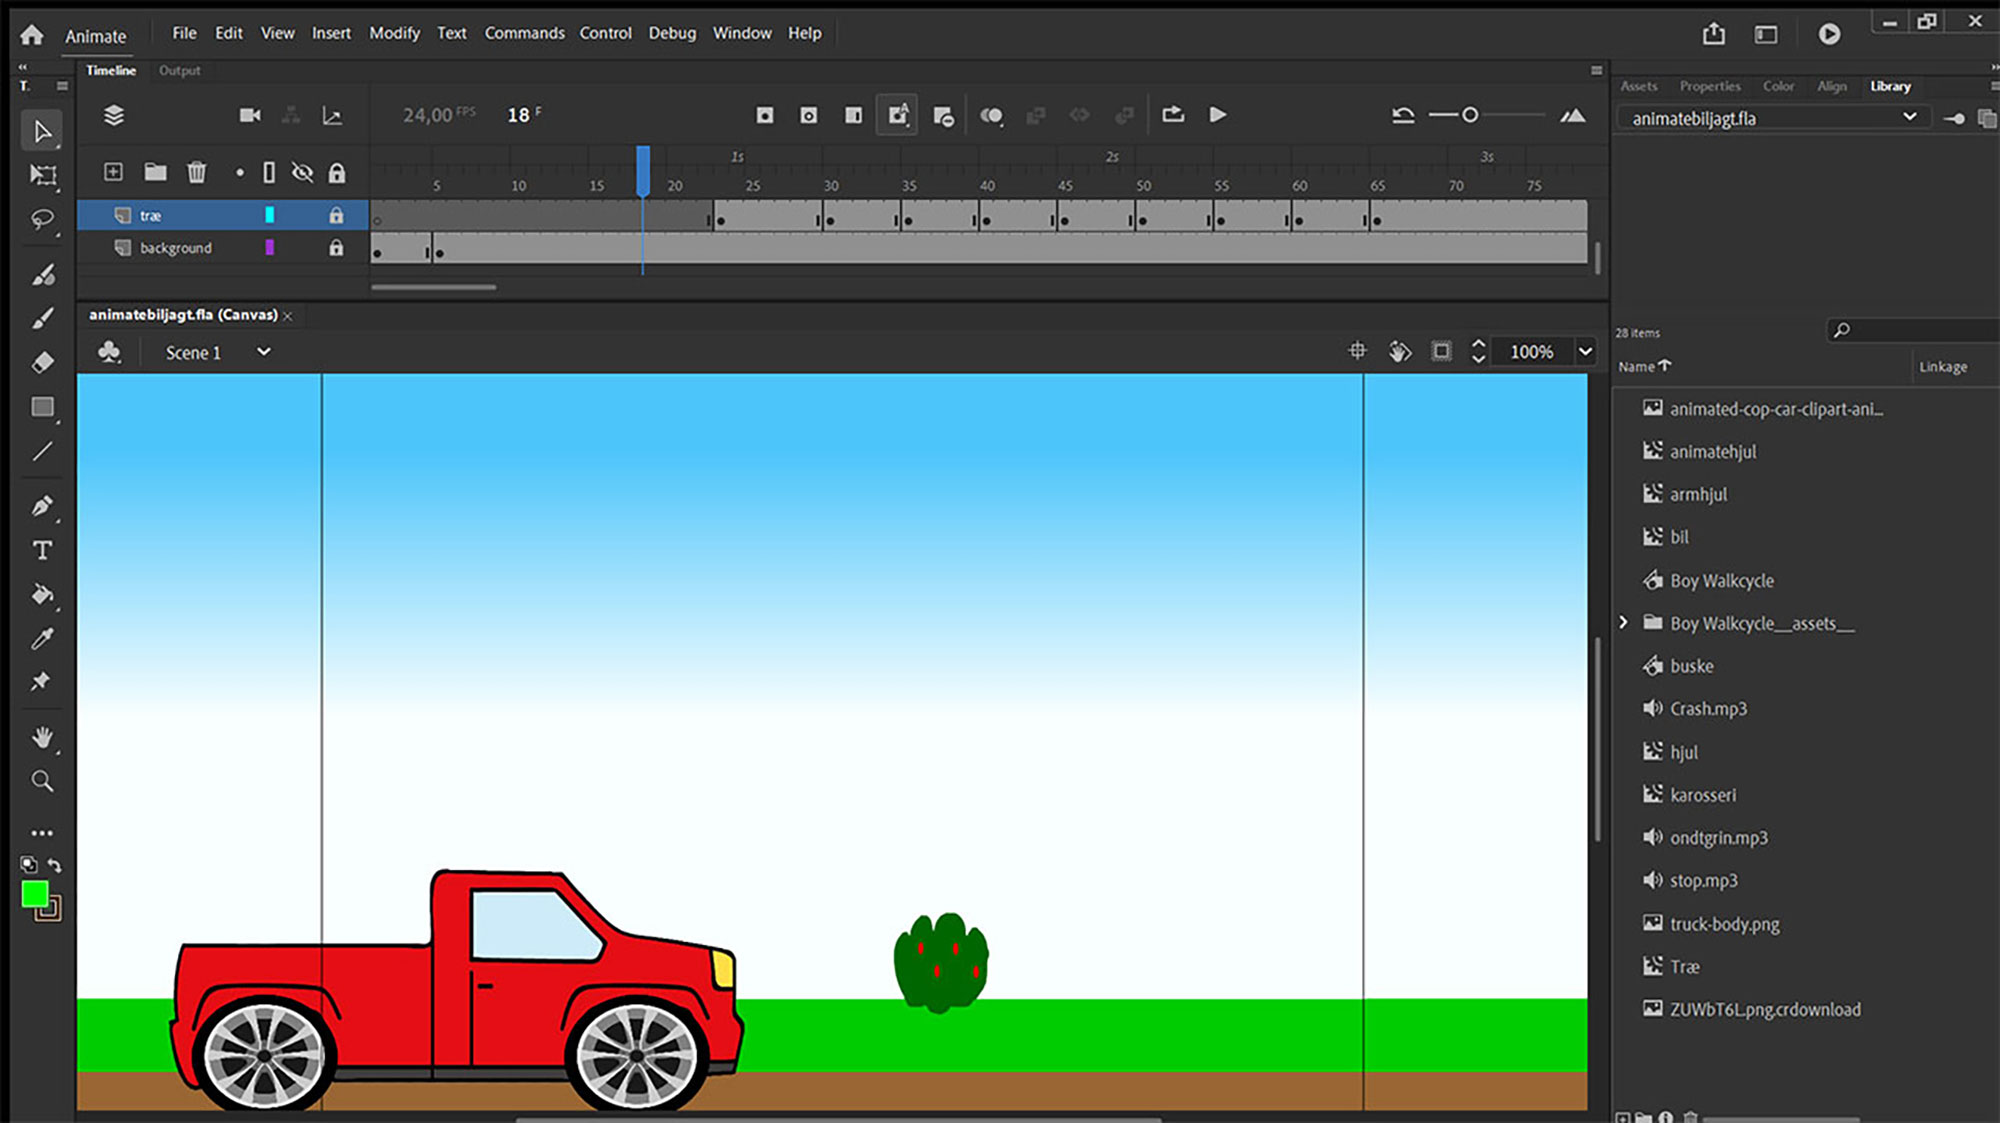 Animate File Edit View Insert Modify Text Commands Control Debug Window Help
T. Timeline Output
Assets Properties Color Align Library
24,00 FPS 18 F
animatebiljagt.fla
1s 2s 3s
5 10 15 20 25 30 35 40 45 50 55 60 65 70 75
træ
background
animatebiljagt.fla (Canvas)
Scene 1
100%
28 items
Name Linkage
animated-cop-car-clipart-ani...
animatehjul
armhjul
bil
Boy Walkcycle
Boy Walkcycle__assets__
buske
Crash.mp3
hjul
karosseri
ondtgrin.mp3
stop.mp3
truck-body.png
Træ
ZUWbT6L.png.crdownload